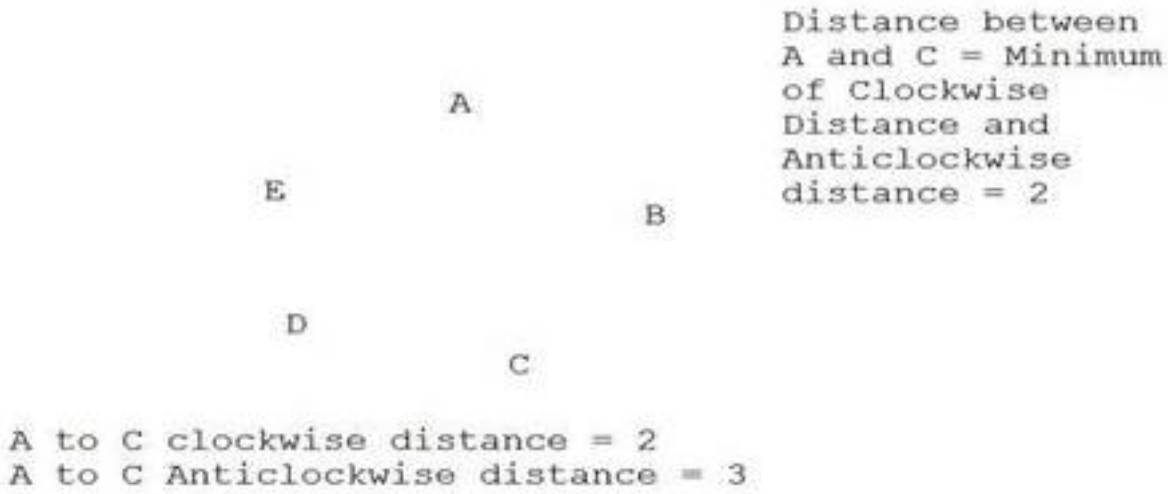 Distance between
A and C = Minimum
of Clockwise
Distance and
Anticlockwise
distance = 2
A
E
B
D
C
A to C clockwise distance = 2
A to C Anticlockwise distance = 3